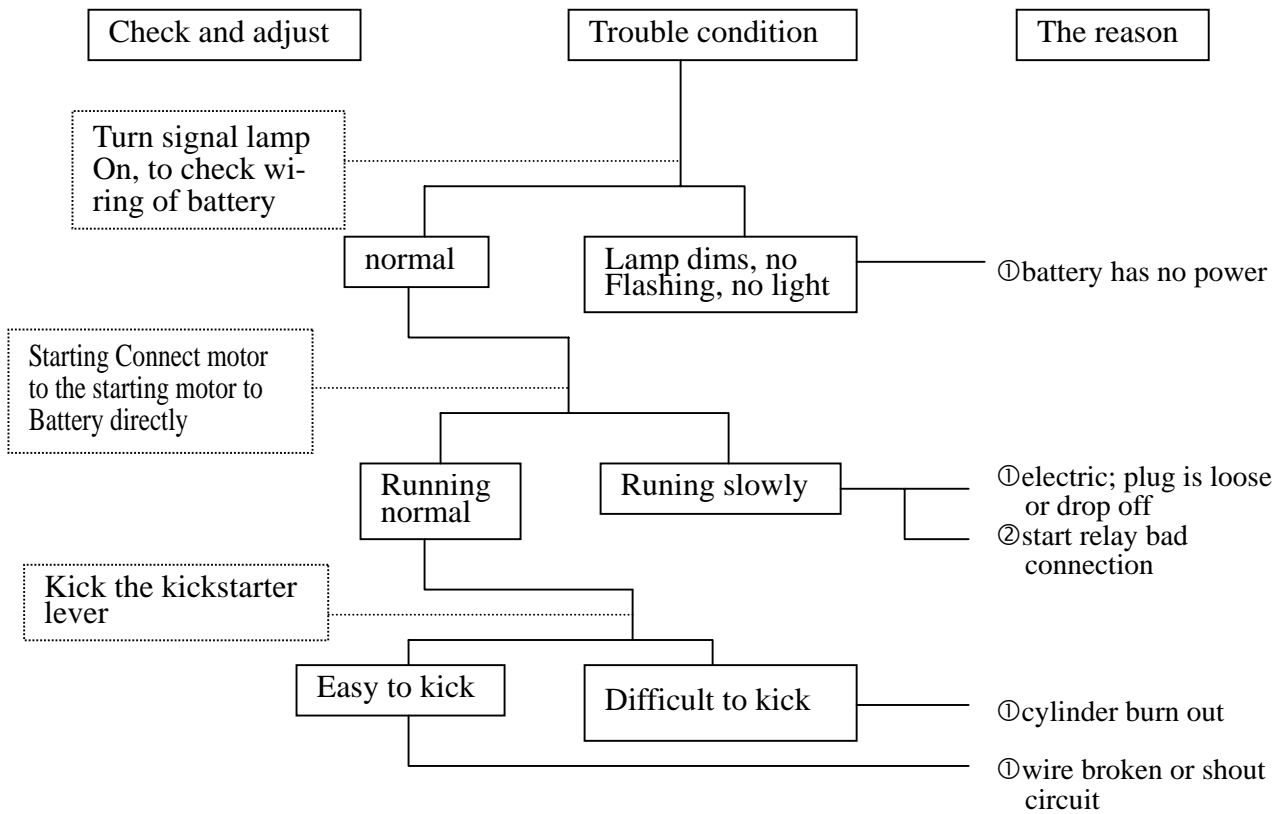 Check and adjust
Trouble condition
The reason
Turn signal lamp
On, to check wi-
ring of battery
normal
Lamp dims, no
Flashing, no light
①battery has no power
Starting Connect motor
to the starting motor to
Battery directly
Running
normal
Runing slowly
①electric; plug is loose
or drop off
②start relay bad
connection
Kick the kickstarter
lever
Easy to kick
Difficult to kick
①cylinder burn out
①wire broken or shout
circuit